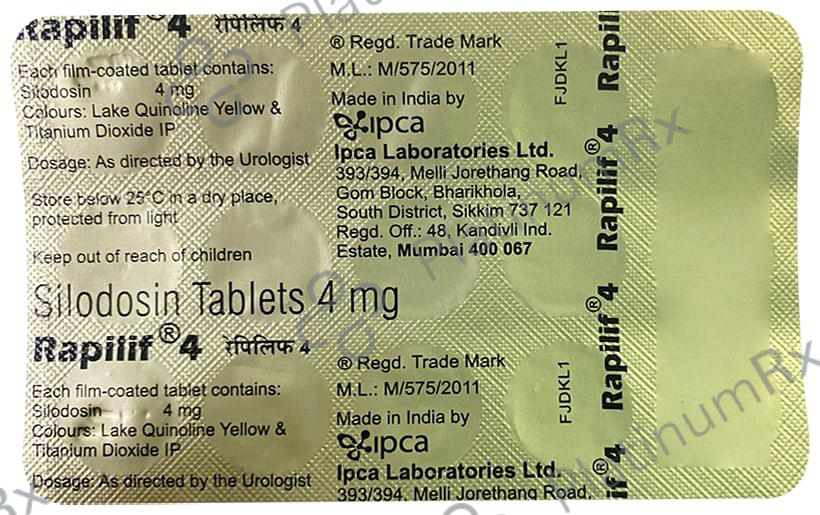 Rapilif 4 रेपिलिफ 4
Each film-coated tablet contains:
Silodosin 4 mg
Colours: Lake Quinoline Yellow &
Titanium Dioxide IP
Dosage: As directed by the Urologist
Store below 25°C in a dry place,
protected from light
Keep out of reach of children
Silodosin Tablets 4 mg
Rapilif®4 रेपिलिफ 4
Each film-coated tablet contains:
Silodosin 4 mg
Colours: Lake Quinoline Yellow &
Titanium Dioxide IP
Dosage: As directed by the Urologist
® Regd. Trade Mark
M.L.: M/575/2011
Made in India by
ipca
Ipca Laboratories Ltd.
393/394, Melli Jorethang Road,
Gom Block, Bharikhola,
South District, Sikkim 737 121
Regd. Off.: 48, Kandivli Ind.
Estate, Mumbai 400 067
® Regd. Trade Mark
M.L.: M/575/2011
Made in India by
ipca
Ipca Laboratories Ltd.
393/394, Melli Jorethang Road,
FJDKL1
FJDKL1
Rapil
Rapilif®4
Rapilif®4
if®4
PlatinumRx
PlatinumRx
Rx